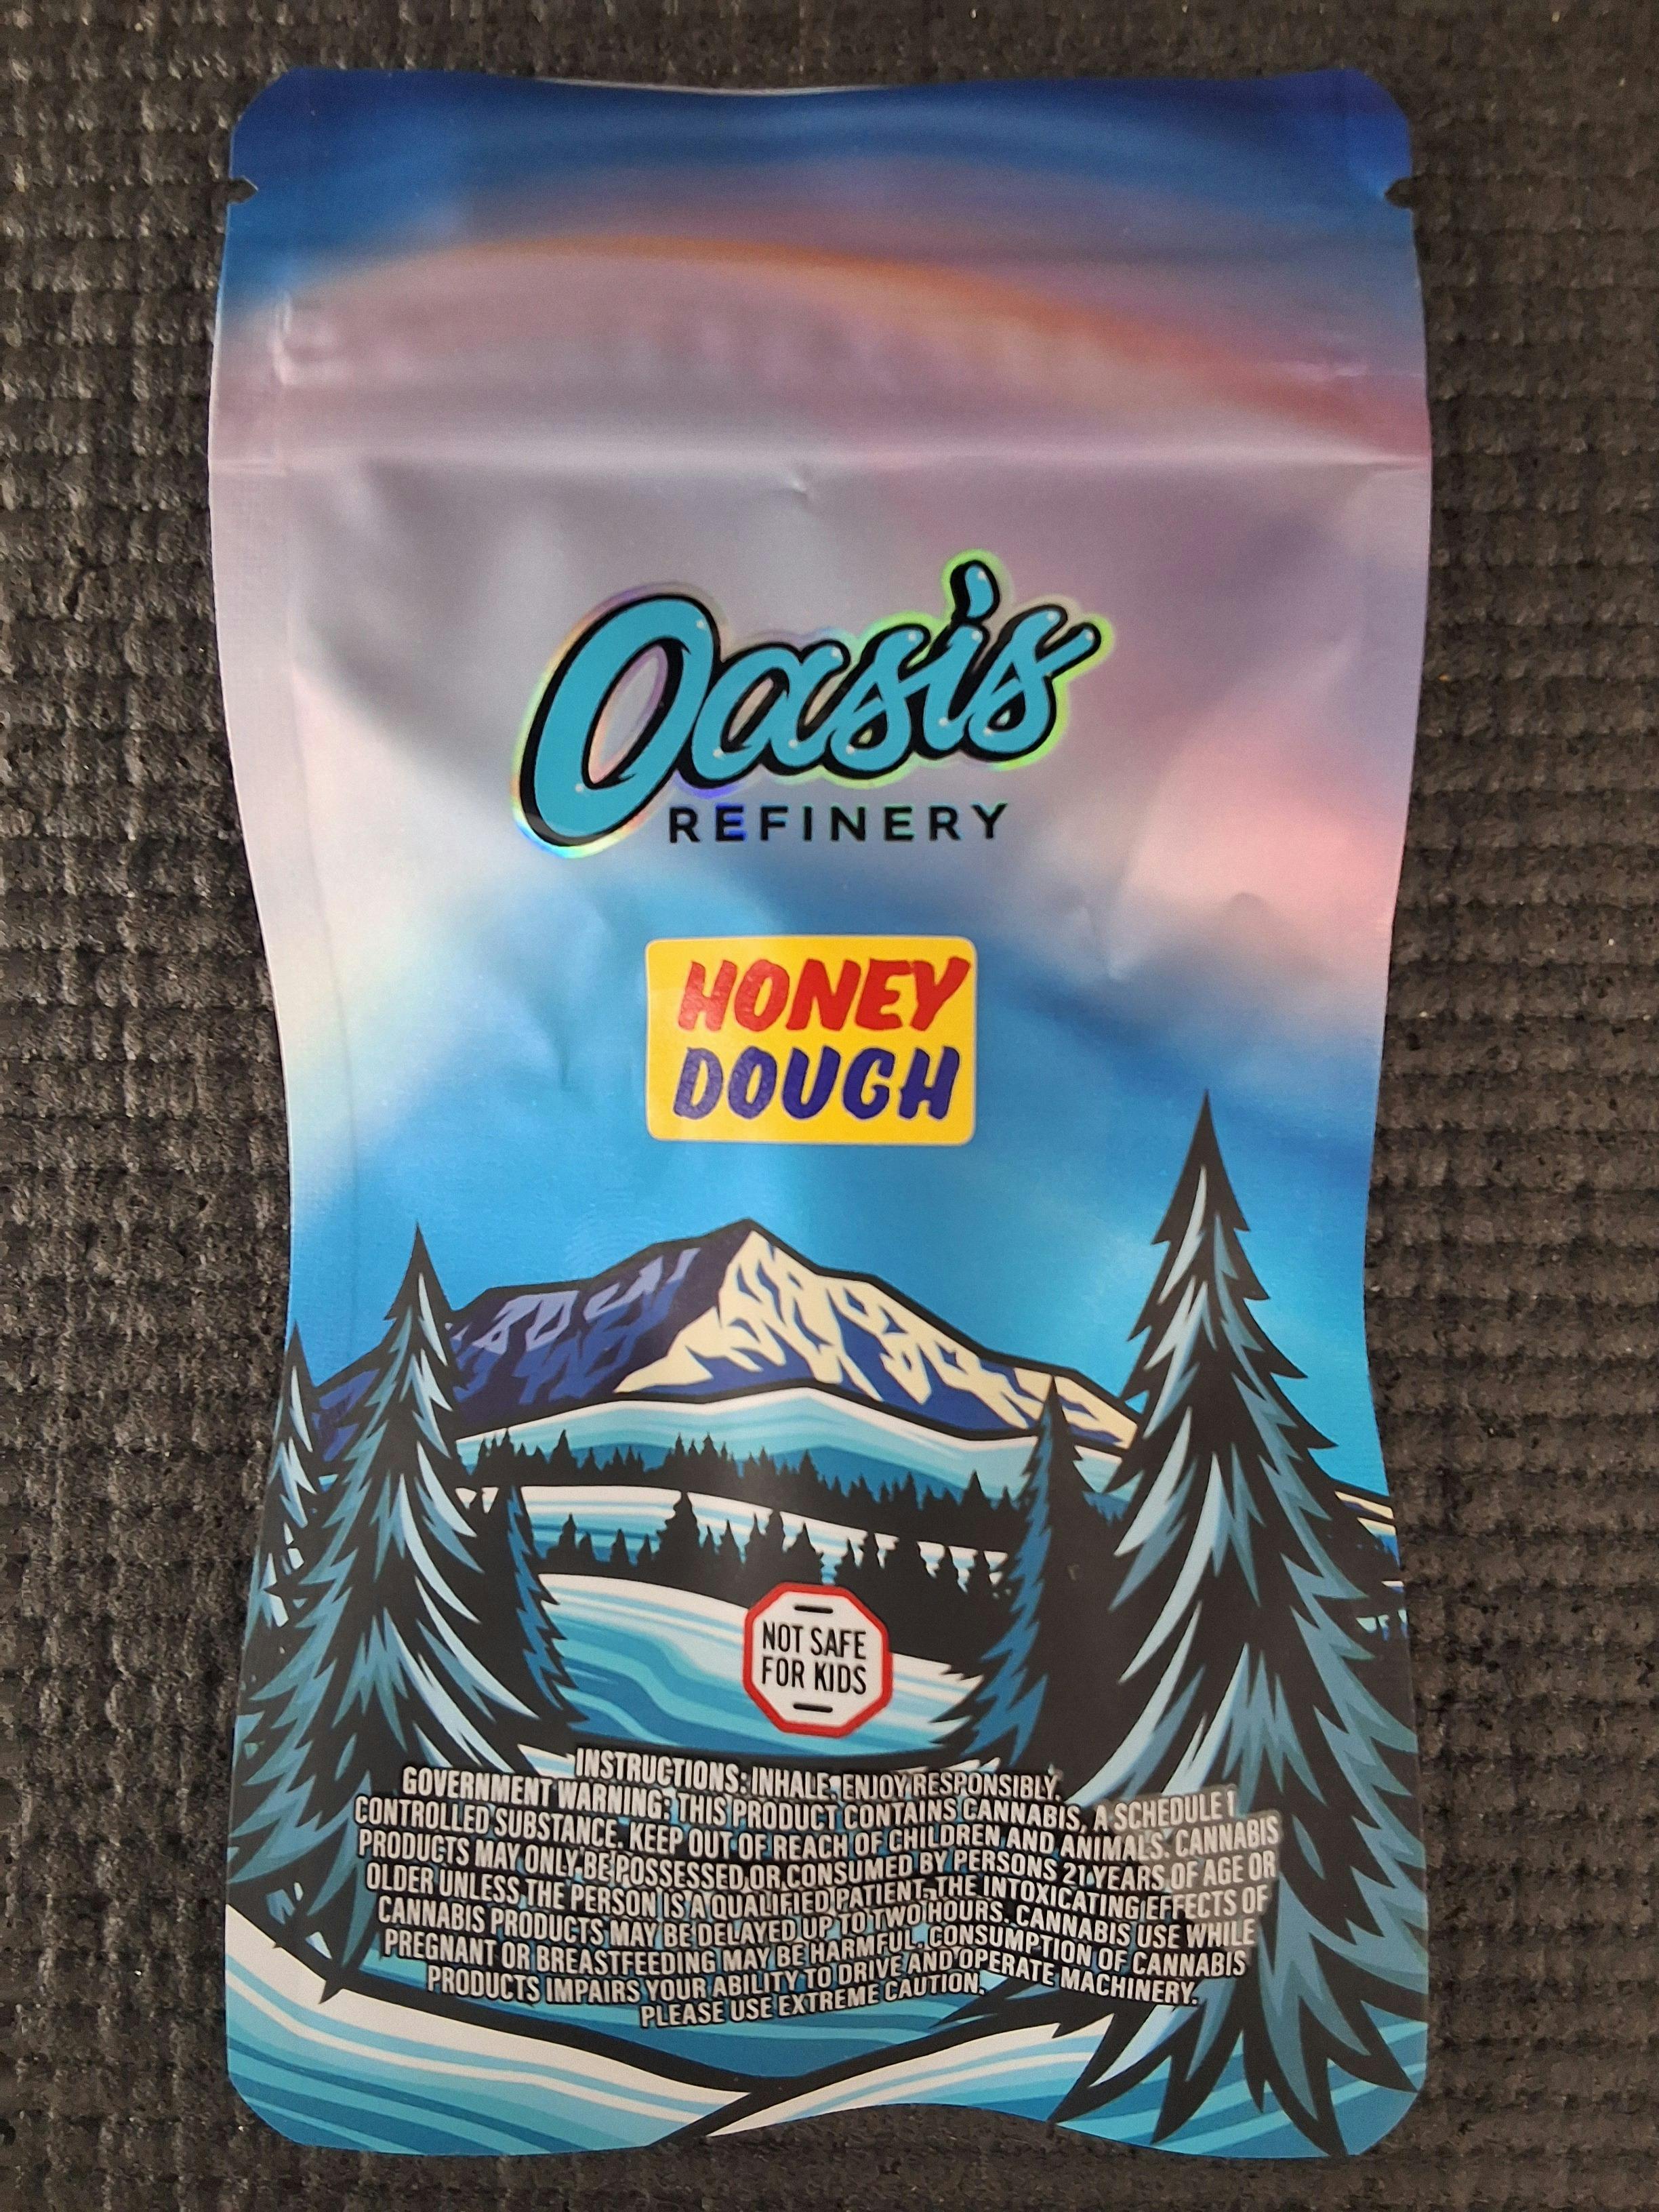 Oasis
REFINERY
HONEY
DOUGH
NOT SAFE
FOR KIDS
INSTRUCTIONS: INHALE, ENJOY RESPONSIBLY.
GOVERNMENT WARNING: THIS PRODUCT CONTAINS CANNABIS, A SCHEDULE I
CONTROLLED SUBSTANCE. KEEP OUT OF REACH OF CHILDREN AND ANIMALS. CANNABIS
PRODUCTS MAY ONLY BE POSSESSED OR CONSUMED BY PERSONS 21 YEARS OF AGE OR
OLDER UNLESS THE PERSON IS A QUALIFIED PATIENT. THE INTOXICATING EFFECTS OF
CANNABIS PRODUCTS MAY BE DELAYED UP TO TWO HOURS. CANNABIS USE WHILE
PREGNANT OR BREASTFEEDING MAY BE HARMFUL. CONSUMPTION OF CANNABIS
PRODUCTS IMPAIRS YOUR ABILITY TO DRIVE AND OPERATE MACHINERY.
PLEASE USE EXTREME CAUTION.